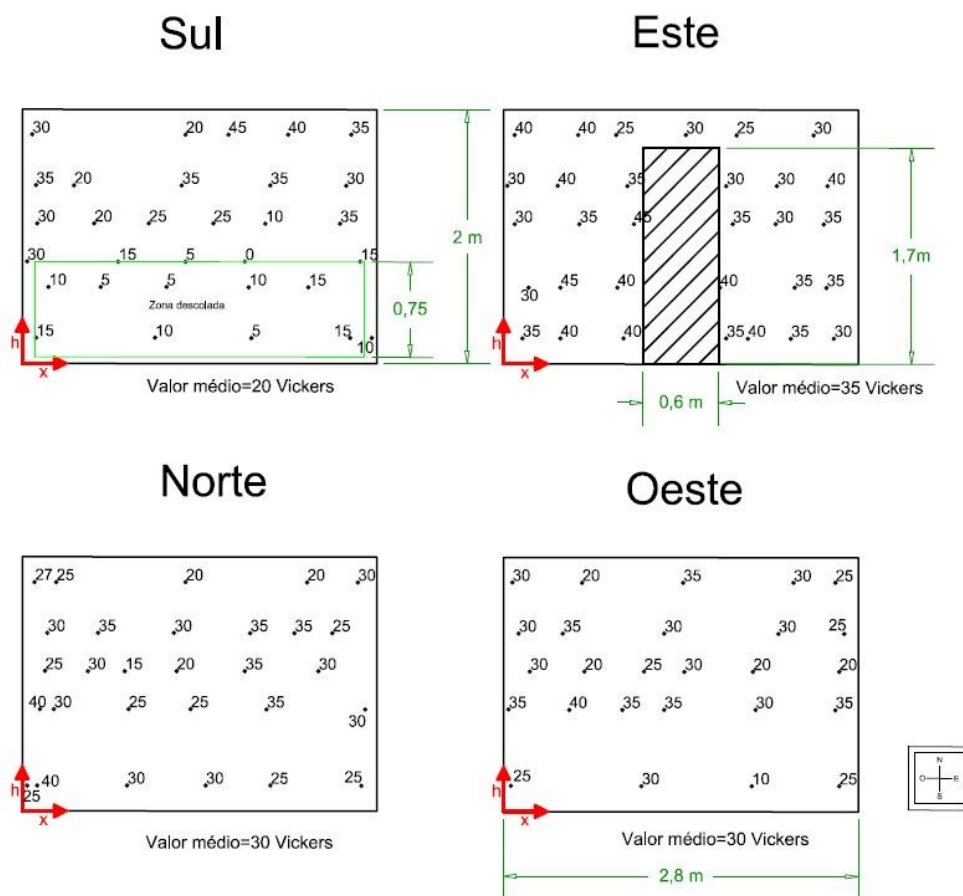 Sul
Este
30 20 45 40 35
40 40 25 30 25 30
35 20 35 35 30
30 40 35 30 30 40
30 20 25 25 10 35
30 35 45 35 30 35
2 m
1,7m
30 15 5 0 15
10 5 5 10 15
45 40 40 35 35
30
Zona descolada
0,75
15 10 5 15
10
35 40 40 35 40 35 30
h
x
h
x
Valor médio=20 Vickers
0,6 m
Valor médio=35 Vickers
Norte
Oeste
27 25 20 20 30
30 20 35 30 25
30 35 30 35 35 25
30 35 30 30 25
25 30 15 20 35 30
30 20 25 30 20 20
40 30 25 25 35
30
35 40 35 35 30 35
40 30 30 25 25
25
25 30 10 25
h
x
h
x
N
O E
S
Valor médio=30 Vickers
Valor médio=30 Vickers
2,8 m